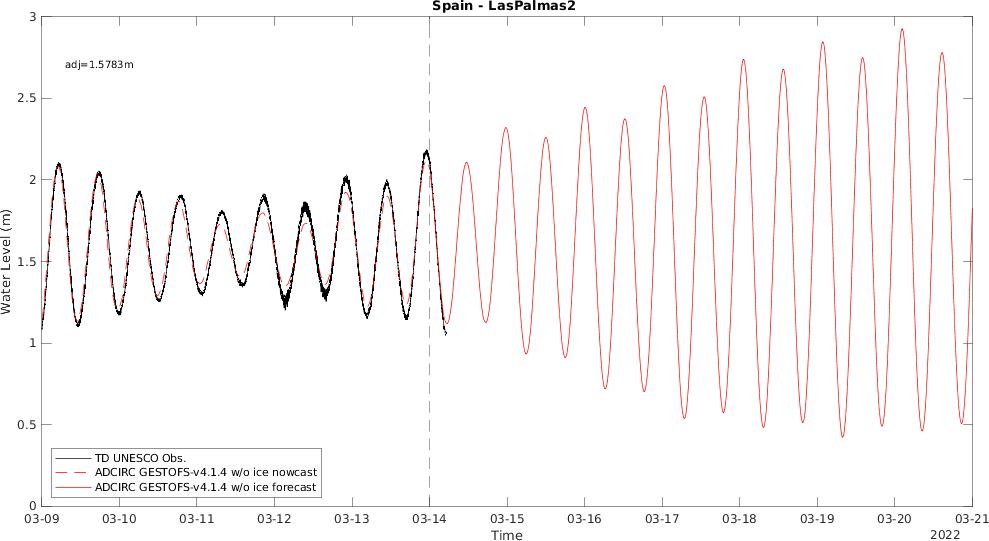 Spain - LasPalmas2
adj=1.5783m
3
2.5
2
1.5
1
0.5
0
Water Level (m)
TD UNESCO Obs.
ADCIRC GESTOFS-v4.1.4 w/o ice nowcast
ADCIRC GESTOFS-v4.1.4 w/o ice forecast
03-09 03-10 03-11 03-12 03-13 03-14 03-15 03-16 03-17 03-18 03-19 03-20 03-21
Time
2022